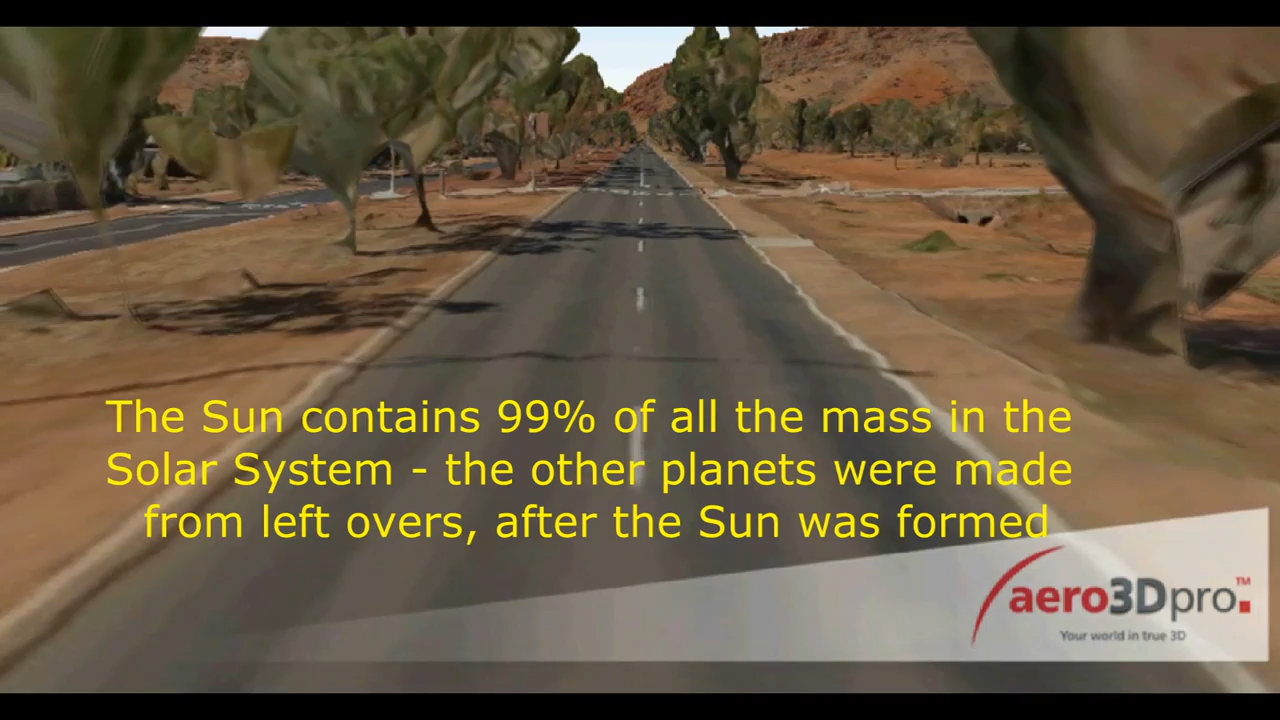 The Sun contains 99% of all the mass in the
Solar System - the other planets were made
from left overs, after the Sun was formed
aero3Dpro.™
Your world in true 3D